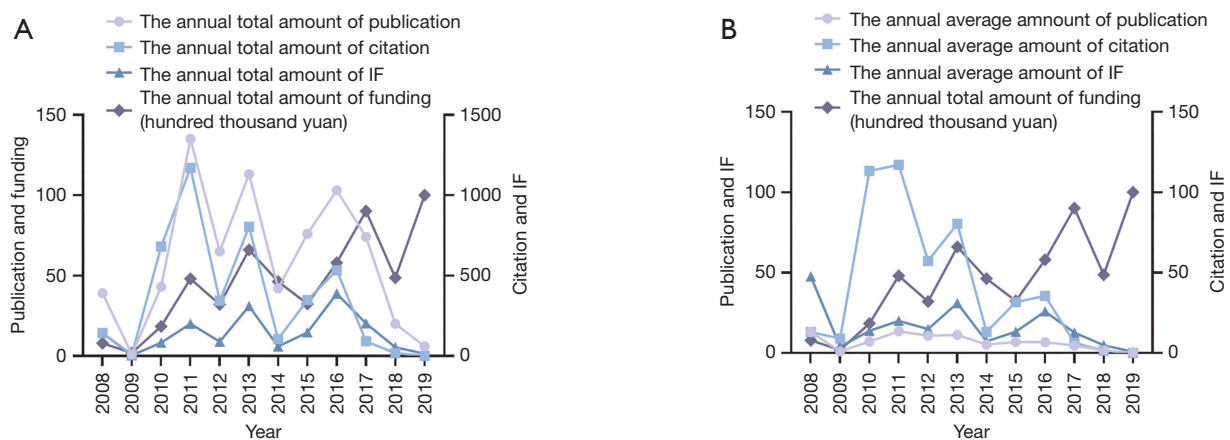 A
The annual total amount of publication
The annual total amount of citation
The annual total amount of IF
The annual total amount of funding
(hundred thousand yuan)
150
100
50
0
Publication and funding
1500
1000
500
0
Citation and IF
2008
2009
2010
2011
2012
2013
2014
2015
2016
2017
2018
2019
Year
B
The annual average amnount of publication
The annual average amount of citation
The annual average amount of IF
The annual total amount of funding
(hundred thousand yuan)
150
100
50
0
Publication and IF
150
100
50
0
Citation and IF
2008
2009
2010
2011
2012
2013
2014
2015
2016
2017
2018
2019
Year